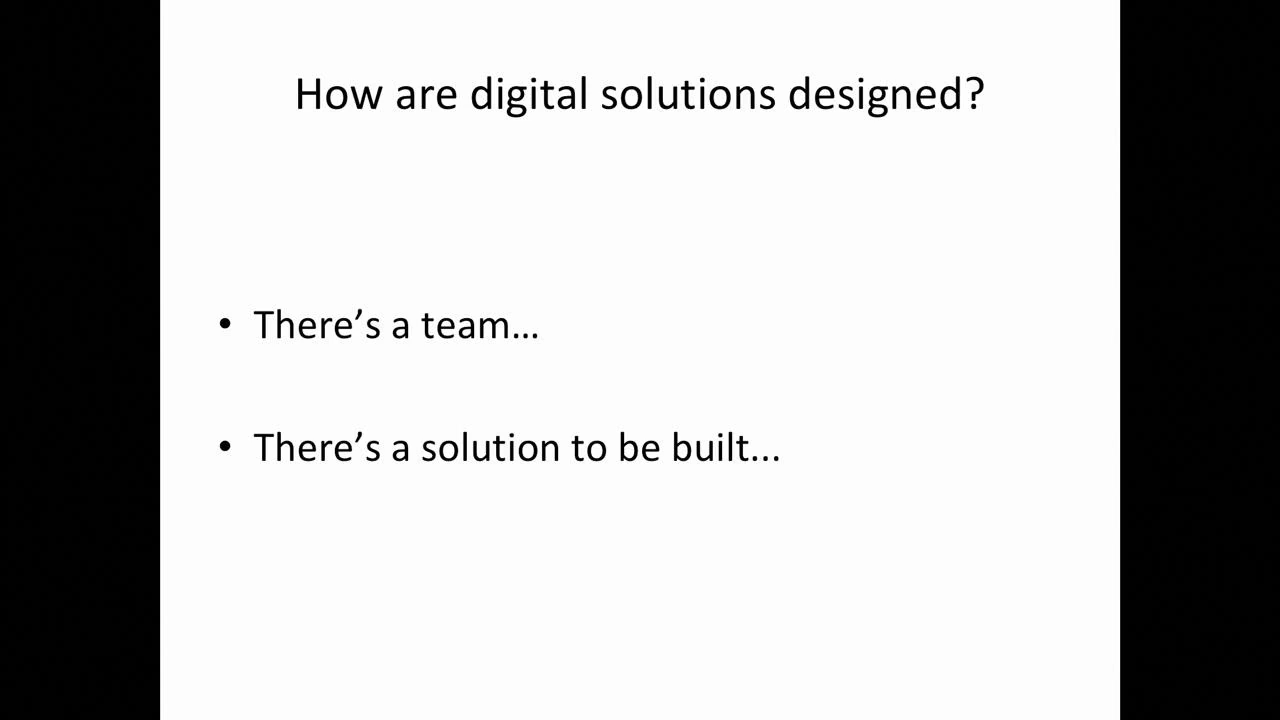 How are digital solutions designed?
• There’s a team…
• There’s a solution to be built...